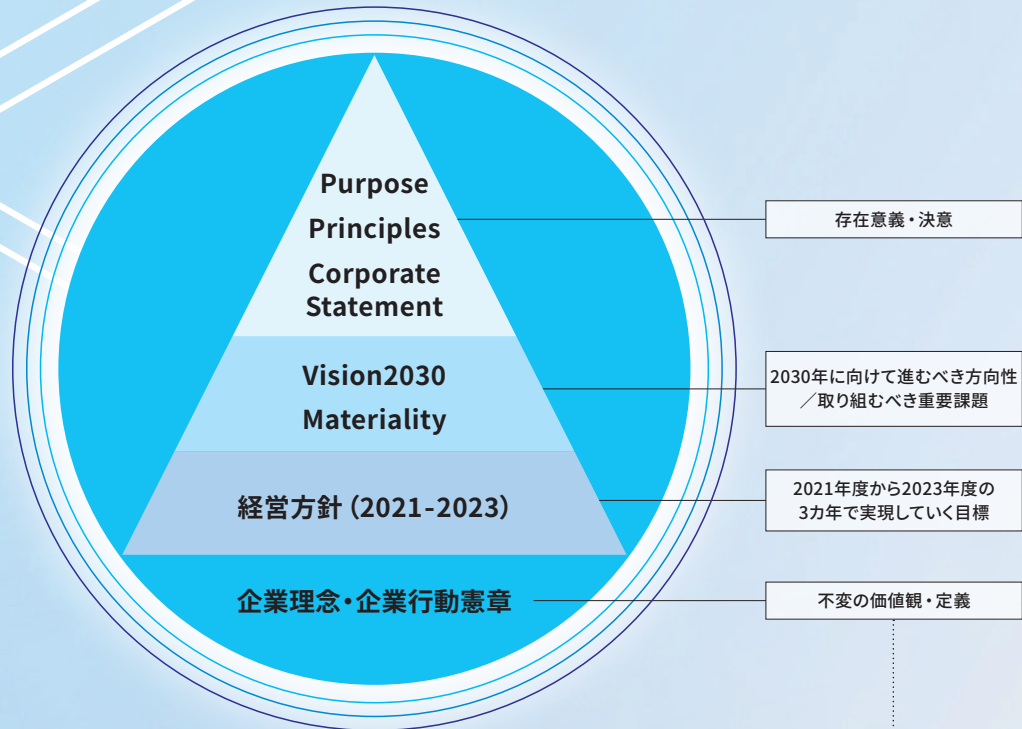 Purpose
Principles
Corporate
Statement
存在意義・決意
Vision2030
Materiality
2030年に向けて進むべき方向性
／取り組むべき重要課題
経営方針（2021-2023）
2021年度から2023年度の
3カ年で実現していく目標
企業理念・企業行動憲章
不変の価値観・定義